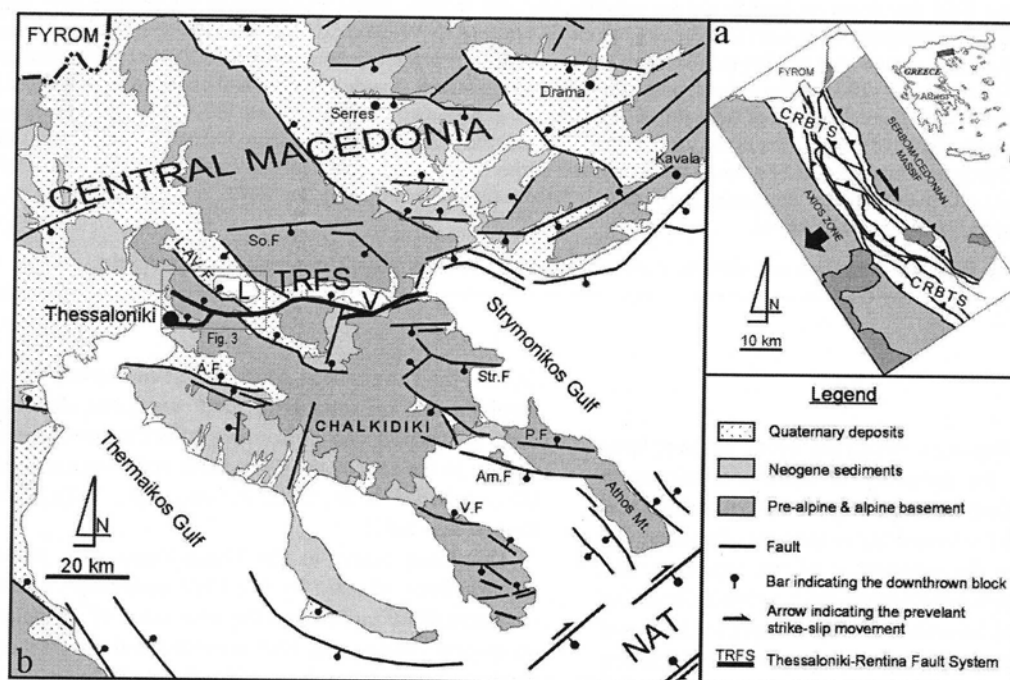 FYROM
Serres
Drama
CENTRAL MACEDONIA
Kavala
So.F
L-AV.F
L
TRFS
V
Thessaloniki
Fig. 3
A.F
Str.F
Strymonikos Gulf
CHALKIDIKI
P.F
Am.F
Athos Mt.
V.F
Thermaikos Gulf
N
20 km
NAT
b
a
FYROM
GREECE
Athens
CRBTS
SERBOMACEDONIAN
MASSIF
AXIOS ZONE
CRBTS
N
10 km
Legend
Quaternary deposits
Neogene sediments
Pre-alpine & alpine basement
Fault
Bar indicating the downthrown block
Arrow indicating the prevelant
strike-slip movement
TRFS Thessaloniki-Rentina Fault System